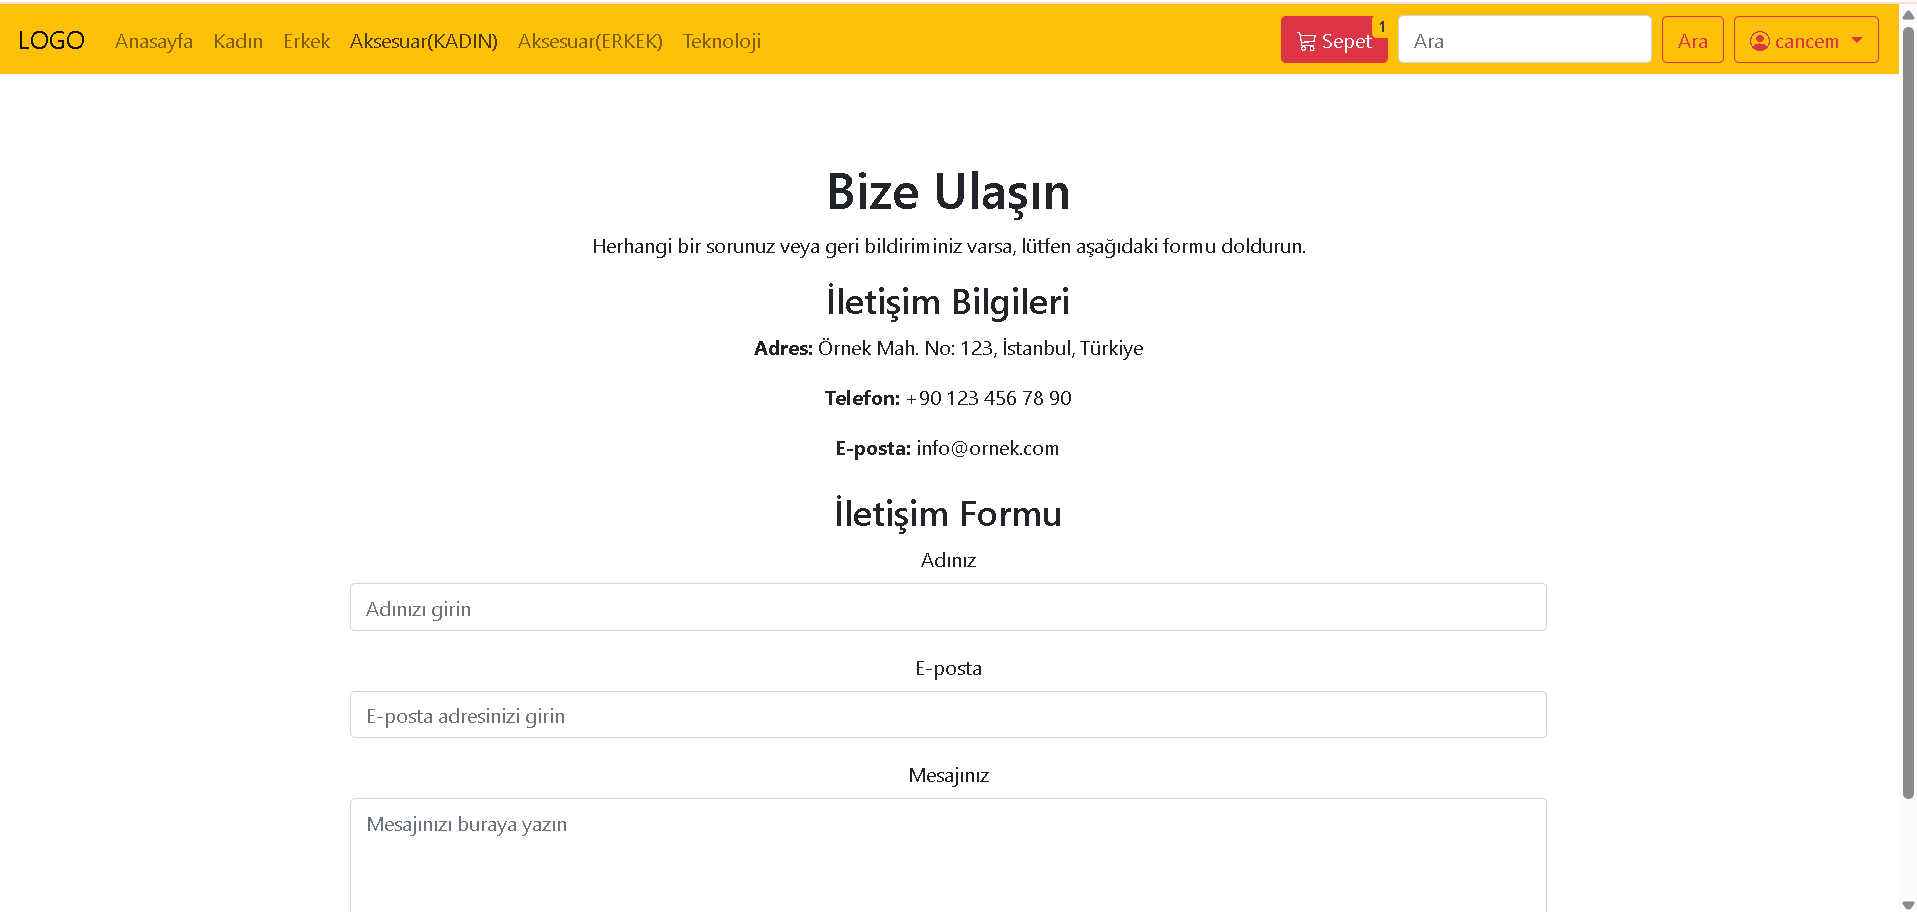 LOGO Anasayfa Kadın Erkek Aksesuar(KADIN) Aksesuar(ERKEK) Teknoloji Sepet 1 Ara Ara cancem
Bize Ulaşın
Herhangi bir sorunuz veya geri bildiriminiz varsa, lütfen aşağıdaki formu doldurun.
İletişim Bilgileri
Adres: Örnek Mah. No: 123, İstanbul, Türkiye
Telefon: +90 123 456 78 90
E-posta: info@ornek.com
İletişim Formu
Adınız
Adınızı girin
E-posta
E-posta adresinizi girin
Mesajınız
Mesajınızı buraya yazın